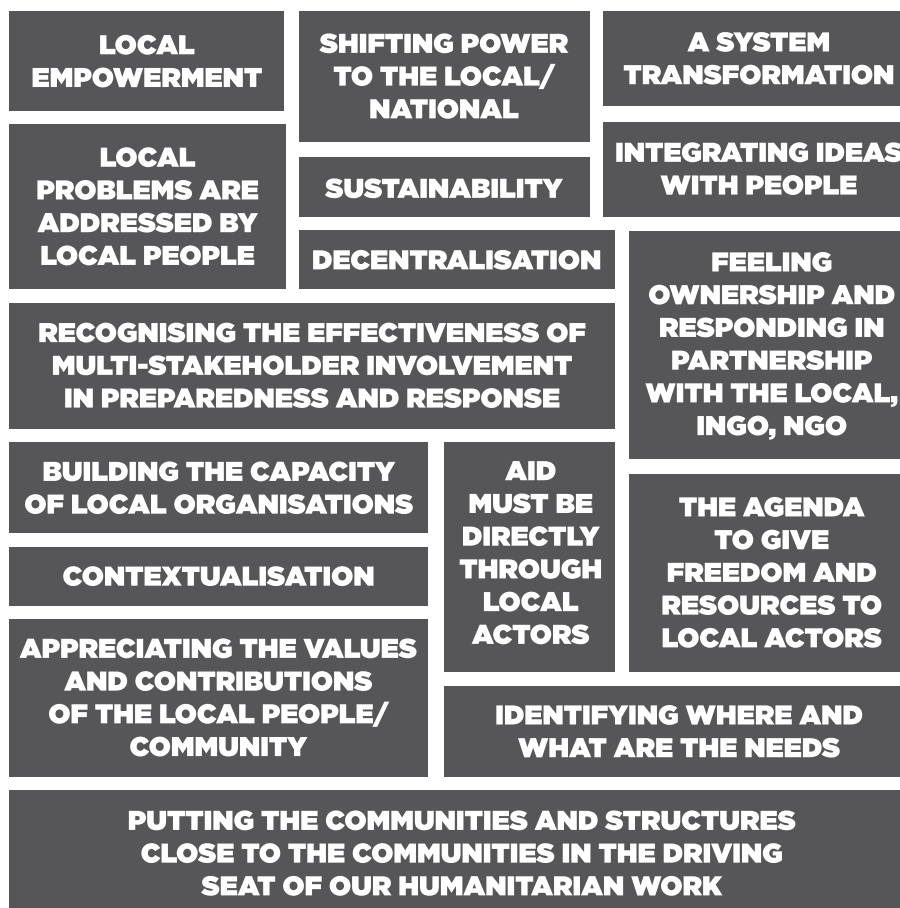 LOCAL
EMPOWERMENT
SHIFTING POWER
TO THE LOCAL/
NATIONAL
A SYSTEM
TRANSFORMATION
LOCAL
PROBLEMS ARE
ADDRESSED BY
LOCAL PEOPLE
SUSTAINABILITY
INTEGRATING IDEAS
WITH PEOPLE
DECENTRALISATION
FEELING
OWNERSHIP AND
RESPONDING IN
PARTNERSHIP
WITH THE LOCAL,
INGO, NGO
RECOGNISING THE EFFECTIVENESS OF
MULTI-STAKEHOLDER INVOLVEMENT
IN PREPAREDNESS AND RESPONSE
BUILDING THE CAPACITY
OF LOCAL ORGANISATIONS
AID
MUST BE
DIRECTLY
THROUGH
LOCAL
ACTORS
THE AGENDA
TO GIVE
FREEDOM AND
RESOURCES TO
LOCAL ACTORS
CONTEXTUALISATION
APPRECIATING THE VALUES
AND CONTRIBUTIONS
OF THE LOCAL PEOPLE/
COMMUNITY
IDENTIFYING WHERE AND
WHAT ARE THE NEEDS
PUTTING THE COMMUNITIES AND STRUCTURES
CLOSE TO THE COMMUNITIES IN THE DRIVING
SEAT OF OUR HUMANITARIAN WORK